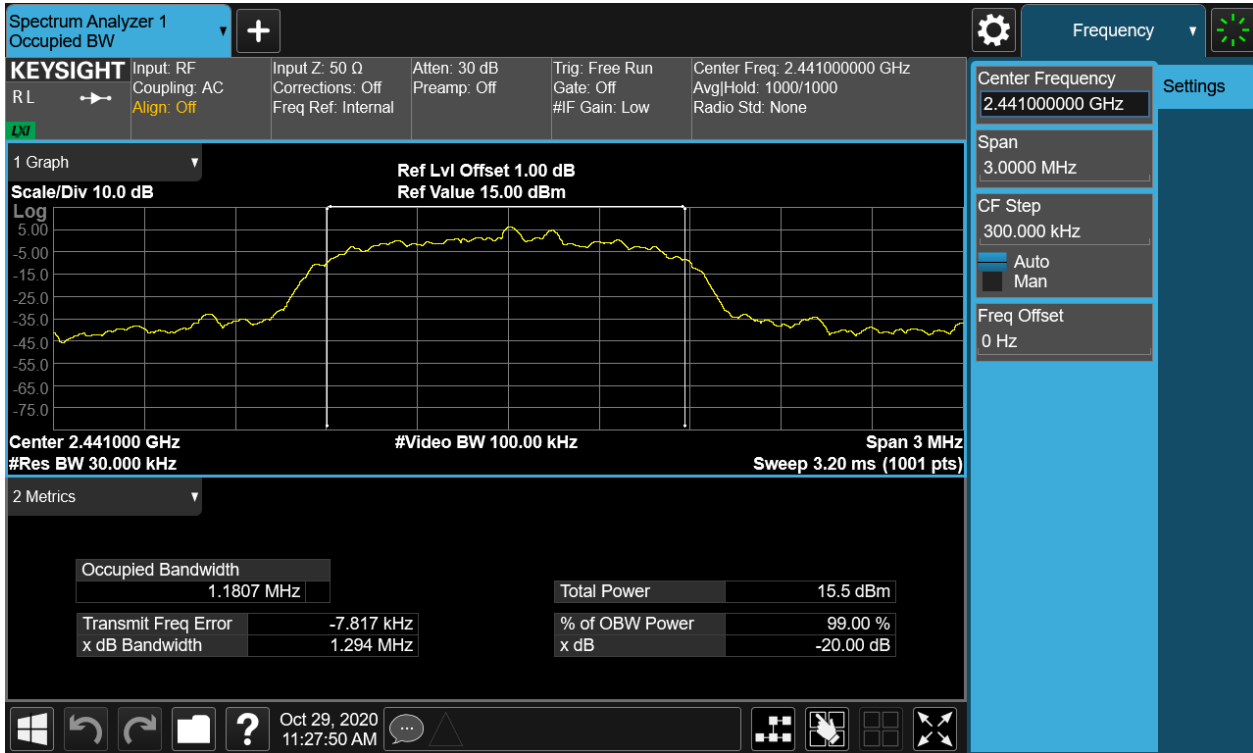 Spectrum Analyzer 1
Occupied BW
Frequency
KEYSIGHT
R L
LXI
Input: RF
Coupling: AC
Align: Off
Input Z: 50 Ω
Corrections: Off
Freq Ref: Internal
Atten: 30 dB
Preamp: Off
Trig: Free Run
Gate: Off
#IF Gain: Low
Center Freq: 2.441000000 GHz
Avg|Hold: 1000/1000
Radio Std: None
Center Frequency
2.441000000 GHz
Settings
Span
3.0000 MHz
CF Step
300.000 kHz
Auto
Man
Freq Offset
0 Hz
1 Graph
Ref Lvl Offset 1.00 dB
Scale/Div 10.0 dB
Ref Value 15.00 dBm
Log
5.00
-5.00
-15.0
-25.0
-35.0
-45.0
-55.0
-65.0
-75.0
Center 2.441000 GHz
#Video BW 100.00 kHz
Span 3 MHz
#Res BW 30.000 kHz
Sweep 3.20 ms (1001 pts)
2 Metrics
Occupied Bandwidth
1.1807 MHz
Total Power 15.5 dBm
Transmit Freq Error -7.817 kHz
% of OBW Power 99.00 %
x dB Bandwidth 1.294 MHz
x dB -20.00 dB
?
Oct 29, 2020
11:27:50 AM